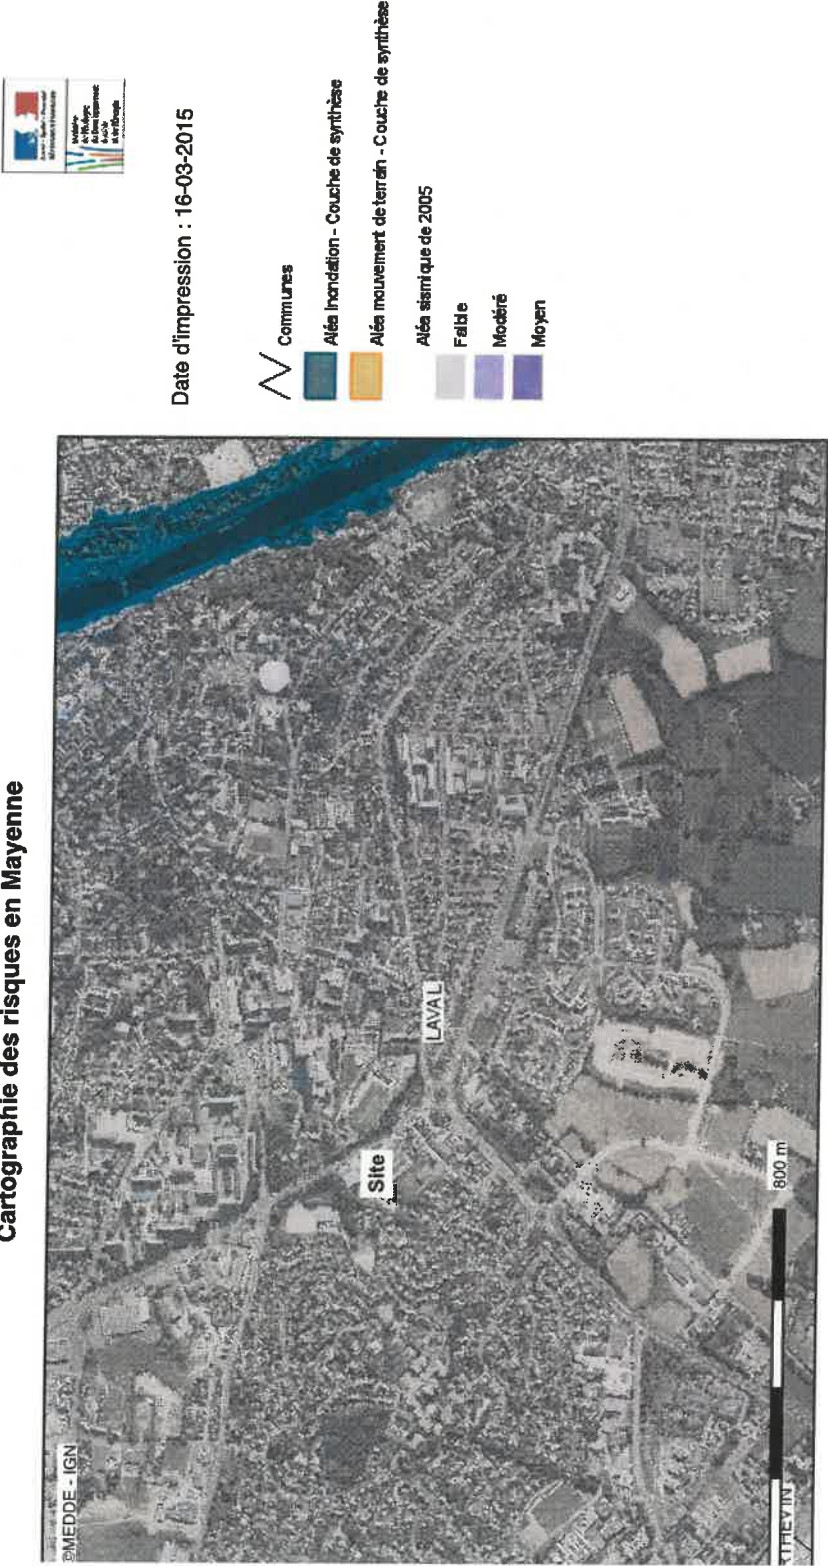 Cartographie des risques en Mayenne
Date d'impression : 16-03-2015
Communes
Aléa Inondation - Couche de synthèse
Aléa mouvement de terrain - Couche de synthèse
Aléa sismique de 2005
Faible
Modéré
Moyen
©MEDDE - IGN
LAVAL
Site
800 m